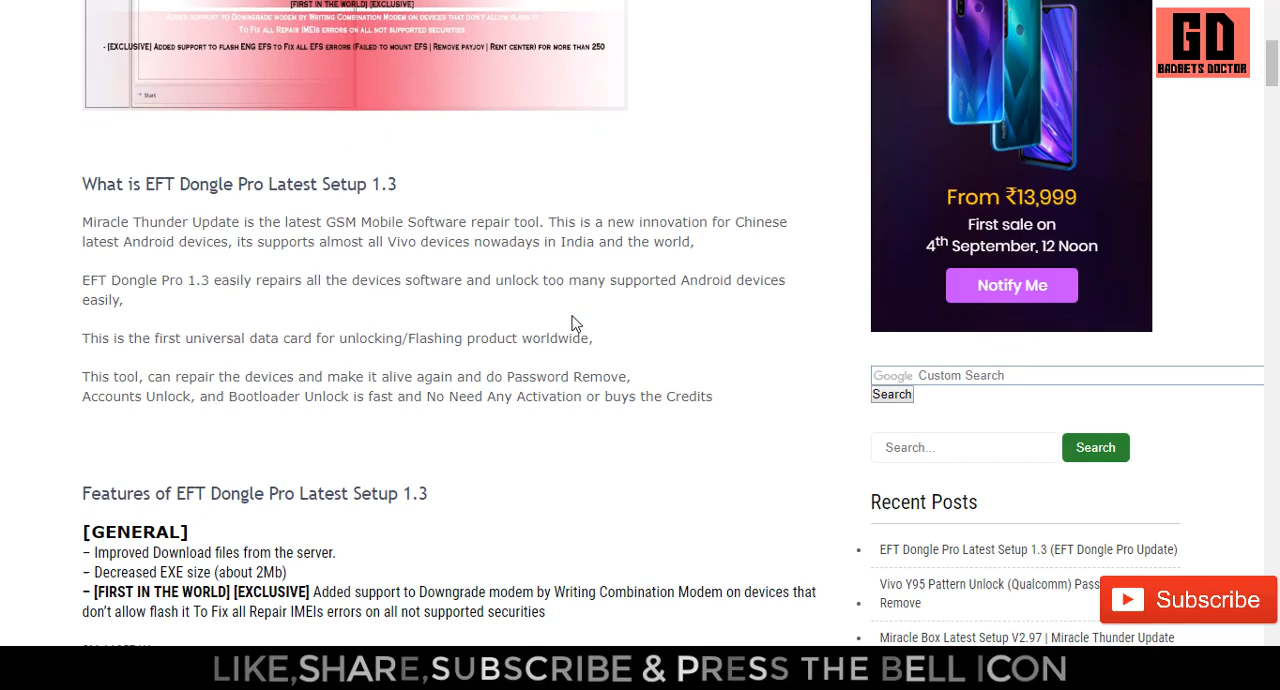 [FIRST IN THE WORLD] [EXCLUSIVE]
Added support to Downgrade modem by Writing Combination Modem on devices that don't allow flash it
To Fix all Repair IMEIs errors on all not supported securities
- [EXCLUSIVE] Added support to flash ENG EFS to Fix all EFS errors (Failed to mount EFS | Remove PayJoy | Rent center) for more than 250
Start
What is EFT Dongle Pro Latest Setup 1.3
Miracle Thunder Update is the latest GSM Mobile Software repair tool. This is a new innovation for Chinese
latest Android devices, its supports almost all Vivo devices nowadays in India and the world,
EFT Dongle Pro 1.3 easily repairs all the devices software and unlock too many supported Android devices
easily,
This is the first universal data card for unlocking/Flashing product worldwide,
This tool, can repair the devices and make it alive again and do Password Remove,
Accounts Unlock, and Bootloader Unlock is fast and No Need Any Activation or buys the Credits
Features of EFT Dongle Pro Latest Setup 1.3
[GENERAL]
– Improved Download files from the server.
– Decreased EXE size (about 2Mb)
– [FIRST IN THE WORLD] [EXCLUSIVE] Added support to Downgrade modem by Writing Combination Modem on devices that
don't allow flash it To Fix all Repair IMEIs errors on all not supported securities
GD
GADGETS DOCTOR
From ₹13,999
First sale on
4th September, 12 Noon
Notify Me
Google Custom Search
Search
Search...
Search
Recent Posts
EFT Dongle Pro Latest Setup 1.3 (EFT Dongle Pro Update)
Vivo Y95 Pattern Unlock (Qualcomm)
Remove
Miracle Box Latest Setup V2.97 | Miracle Thunder Update
Subscribe
LIKE,SHARE,SUBSCRIBE & PRESS THE BELL ICON